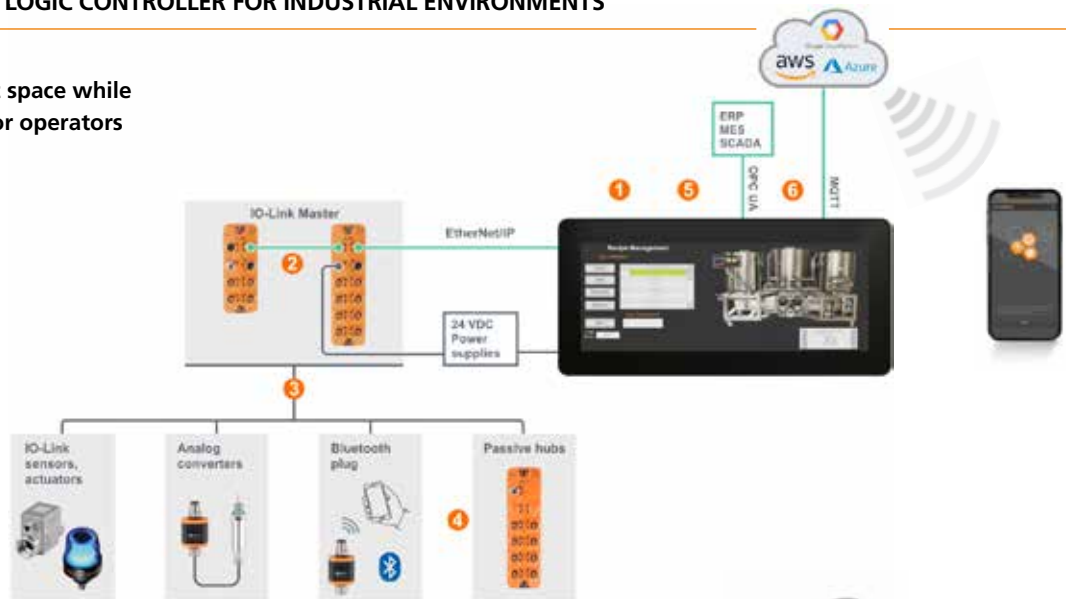 LOGIC CONTROLLER FOR INDUSTRIAL ENVIRONMENTS
space while
or operators
aws Azure
ERP
MES
SCADA
1
5
6
OPC UA
MQTT
IO-Link Master
EtherNet/IP
2
Recipe Management
24 VDC
Power
supplies
3
IO-Link
sensors,
actuators
Analog
converters
Bluetooth
plug
Passive hubs
4